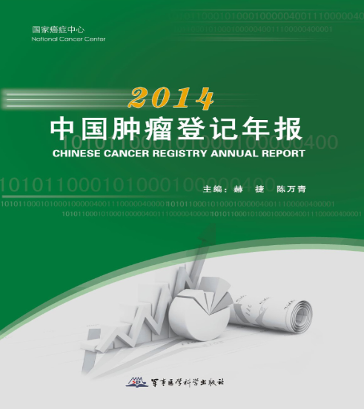 国家癌症中心
National Cancer Center
2014
中国肿瘤登记年报
CHINESE CANCER REGISTRY ANNUAL REPORT
主编：赫 捷 陈万青
军事医学科学出版社